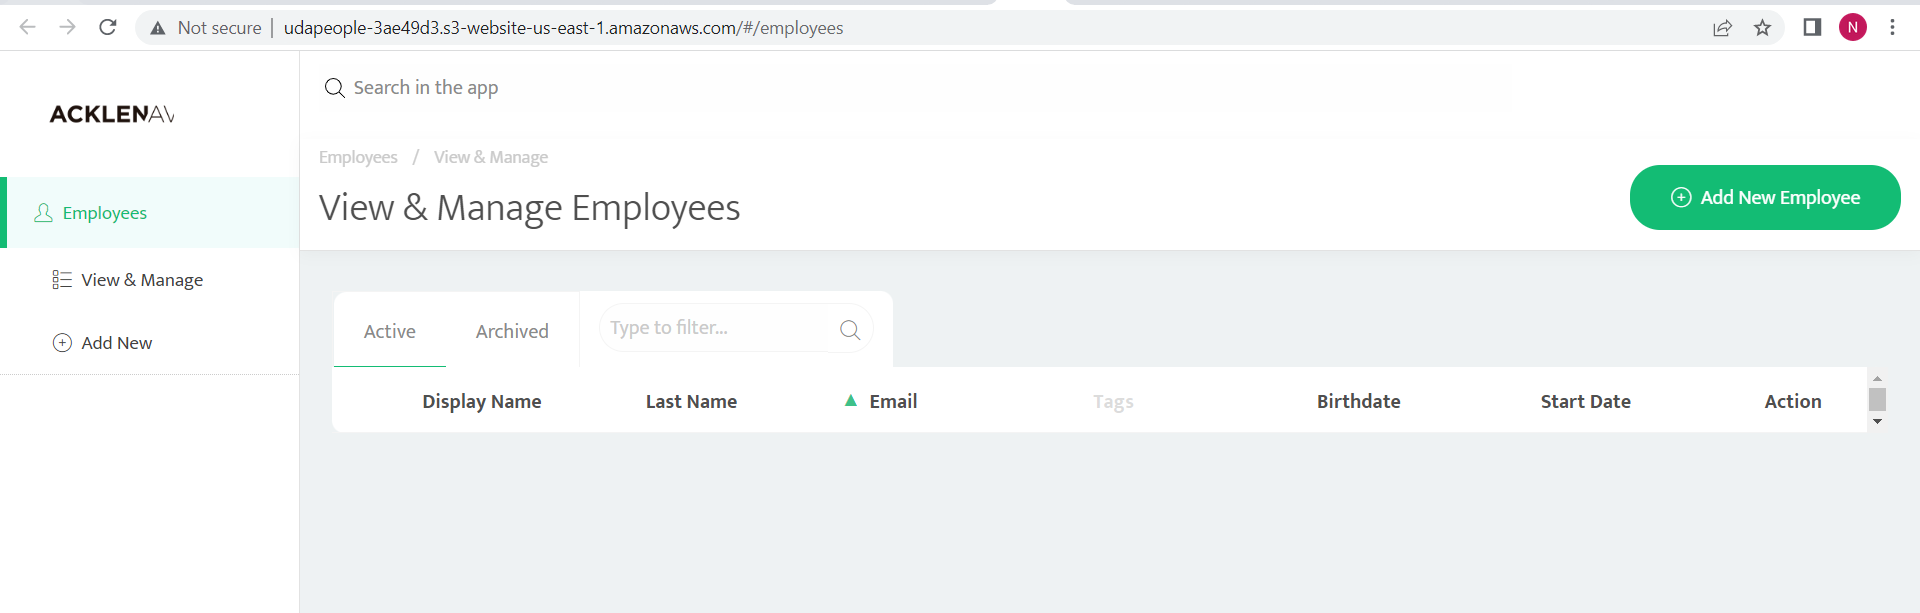 Not secure | udapeople-3ae49d3.s3-website-us-east-1.amazonaws.com/#/employees
N
Search in the app
ACKLENAV
Employees / View & Manage
View & Manage Employees
Add New Employee
Employees
View & Manage
Add New
Active
Archived
Type to filter...
Display Name
Last Name
Email
Tags
Birthdate
Start Date
Action